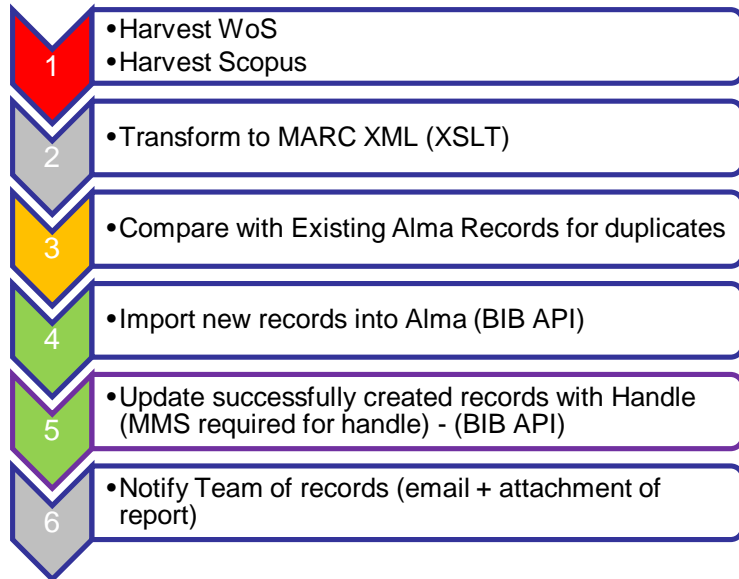 1
•Harvest WoS
•Harvest Scopus
2
•Transform to MARC XML (XSLT)
3
•Compare with Existing Alma Records for duplicates
4
•Import new records into Alma (BIB API)
5
•Update successfully created records with Handle
(MMS required for handle) - (BIB API)
6
•Notify Team of records (email + attachment of
report)